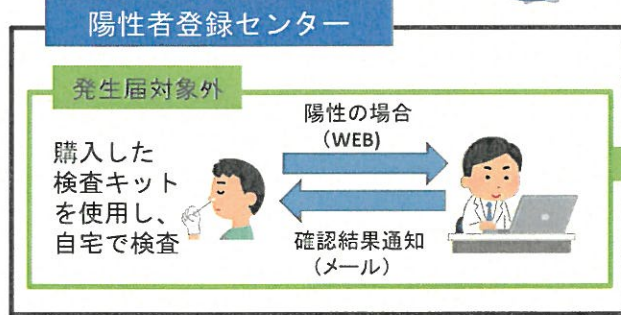 陽性者登録センター
発生届対象外
陽性の場合
（WEB)
購入した
検査キット
を使用し、
自宅で検査
確認結果通知
（メール）